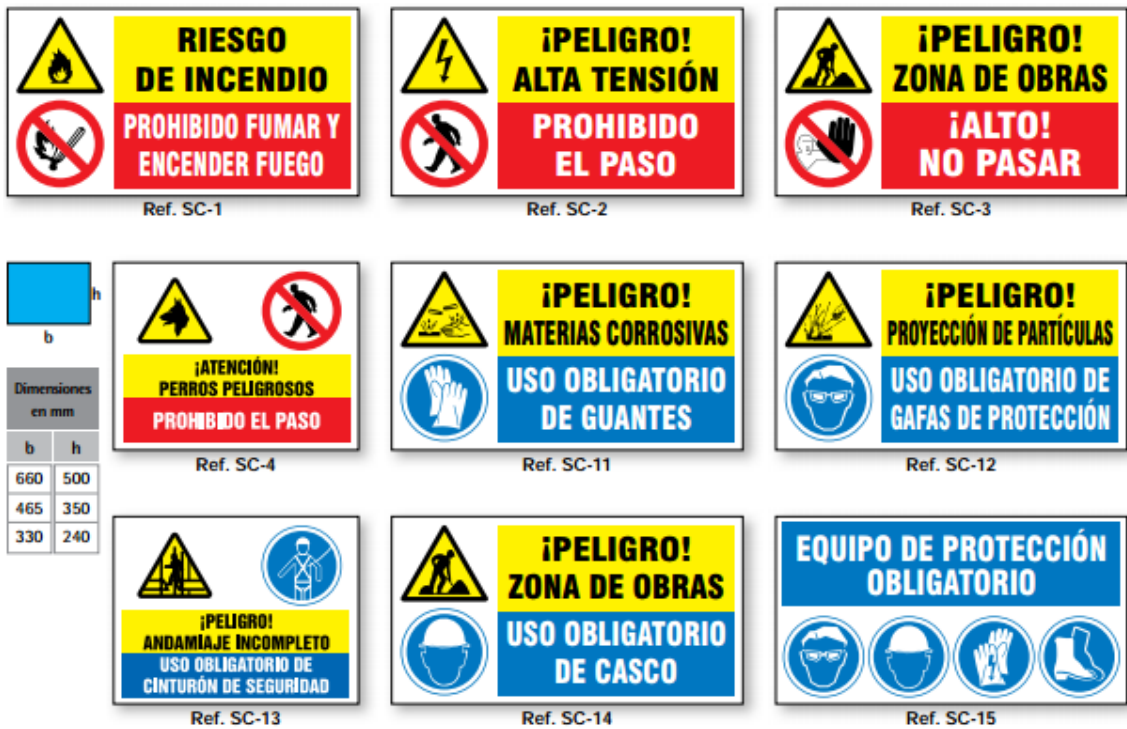 RIESGO
DE INCENDIO
PROHIBIDO FUMAR Y
ENCENDER FUEGO
Ref. SC-1
¡PELIGRO!
ALTA TENSIÓN
PROHIBIDO
EL PASO
Ref. SC-2
¡PELIGRO!
ZONA DE OBRAS
¡ALTO!
NO PASAR
Ref. SC-3
h
b
Dimensiones
en mm
b h
660 500
465 350
330 240
¡ATENCIÓN!
PERROS PELIGROSOS
PROHIBIDO EL PASO
Ref. SC-4
¡PELIGRO!
MATERIAS CORROSIVAS
USO OBLIGATORIO
DE GUANTES
Ref. SC-11
¡PELIGRO!
PROYECCIÓN DE PARTÍCULAS
USO OBLIGATORIO DE
GAFAS DE PROTECCIÓN
Ref. SC-12
¡PELIGRO!
ANDAMIAJE INCOMPLETO
USO OBLIGATORIO DE
CINTURÓN DE SEGURIDAD
Ref. SC-13
¡PELIGRO!
ZONA DE OBRAS
USO OBLIGATORIO
DE CASCO
Ref. SC-14
EQUIPO DE PROTECCIÓN
OBLIGATORIO
Ref. SC-15